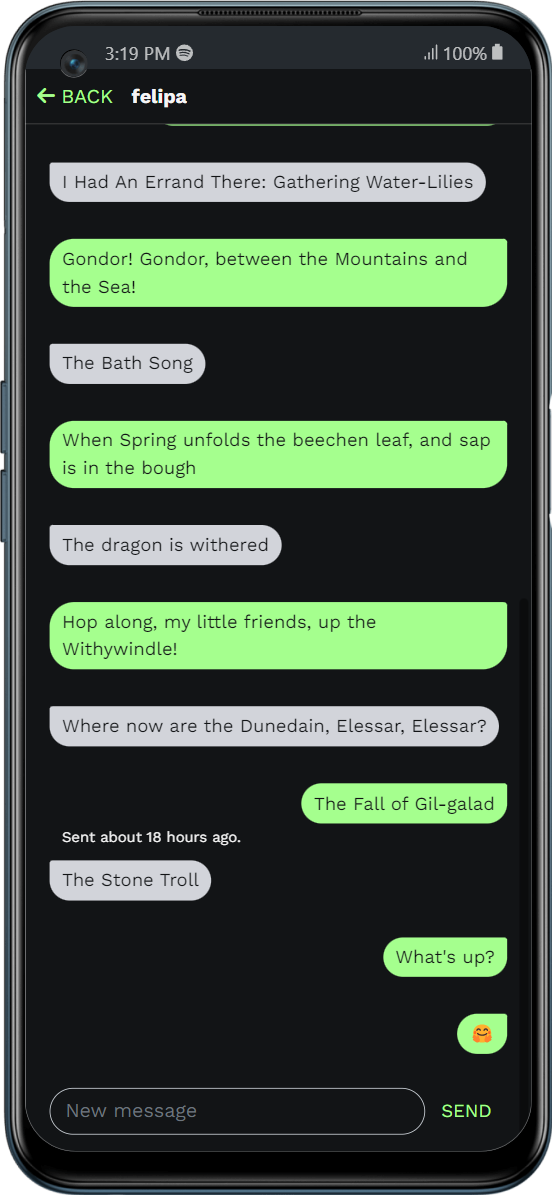 3:19 PM 100%
BACK felipa
I Had An Errand There: Gathering Water-Lilies
Gondor! Gondor, between the Mountains and
the Sea!
The Bath Song
When Spring unfolds the beechen leaf, and sap
is in the bough
The dragon is withered
Hop along, my little friends, up the
Withywindle!
Where now are the Dunedain, Elessar, Elessar?
The Fall of Gil-galad
Sent about 18 hours ago.
The Stone Troll
What's up?
🤗
New message SEND